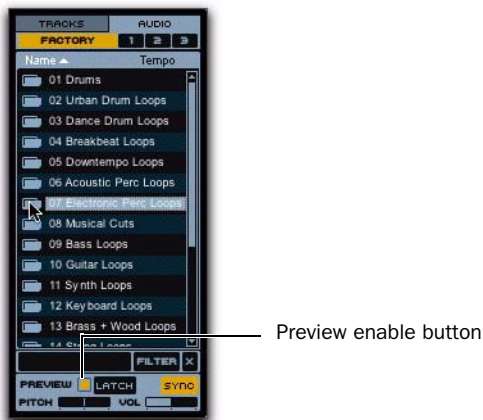 TRACKS AUDIO
FACTORY 1 2 3
Name Tempo
01 Drums
02 Urban Drum Loops
03 Dance Drum Loops
04 Breakbeat Loops
05 Downtempo Loops
06 Acoustic Perc Loops
07 Electronic Perc Loops
08 Musical Cuts
09 Bass Loops
10 Guitar Loops
11 Synth Loops
12 Keyboard Loops
13 Brass + Wood Loops
14 String Loops
FILTER X
PREVIEW LATCH SYNC
PITCH VOL
Preview enable button